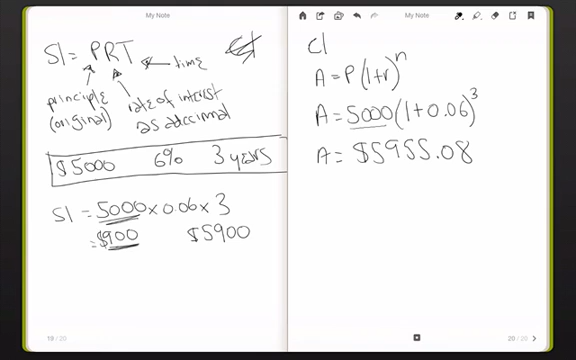 My Note
SI = PRT
time
principle
(original)
rate of interest
as a decimal
$5000 6% 3 years
SI = 5000 × 0.06 × 3
= $900 $5900
18 / 20
My Note
CI
A = P(1+r)^n
A = 5000(1+0.06)^3
A = $5955.08
20 / 20